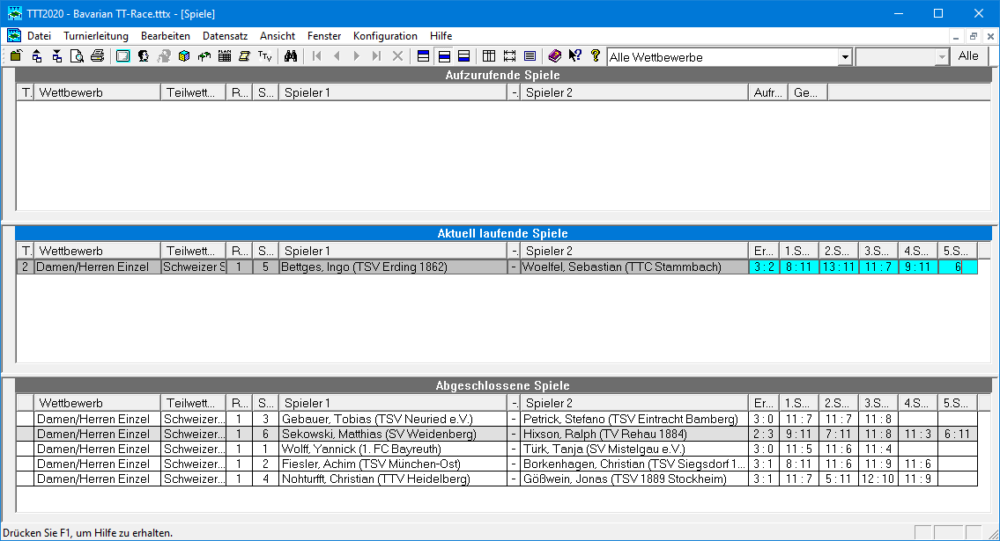 TTT2020 - Bavarian TT-Race.tttx - [Spiele]
Datei Turnierleitung Bearbeiten Datensatz Ansicht Fenster Konfiguration Hilfe
TTV Alle Wettbewerbe Alle
Aufzurufende Spiele
T. Wettbewerb Teilwett... R... S... Spieler 1 -. Spieler 2 Aufr... Ge...
Aktuell laufende Spiele
T. Wettbewerb Teilwett... R... S... Spieler 1 -. Spieler 2 Er... 1.S... 2.S... 3.S... 4.S... 5.S...
2 Damen/Herren Einzel Schweizer S 1 5 Bettges, Ingo (TSV Erding 1862) - Woelfel, Sebastian (TTC Stammbach) 3 : 2 8 : 11 13 : 11 11 : 7 9 : 11 6
Abgeschlossene Spiele
Wettbewerb Teilwett... R... S... Spieler 1 -. Spieler 2 Er... 1.S... 2.S... 3.S... 4.S... 5.S...
Damen/Herren Einzel Schweizer... 1 3 Gebauer, Tobias (TSV Neuried e.V.) - Petrick, Stefano (TSV Eintracht Bamberg) 3 : 0 11 : 7 11 : 7 11 : 8
Damen/Herren Einzel Schweizer... 1 6 Sekowski, Matthias (SV Weidenberg) - Hixson, Ralph (TV Rehau 1884) 2 : 3 9 : 11 7 : 11 11 : 8 11 : 3 6 : 11
Damen/Herren Einzel Schweizer... 1 1 Wolff, Yannick (1. FC Bayreuth) - Türk, Tanja (SV Mistelgau e.V.) 3 : 0 11 : 5 11 : 6 11 : 4
Damen/Herren Einzel Schweizer... 1 2 Fiesler, Achim (TSV München-Ost) - Borkenhagen, Christian (TSV Siegsdorf 1... 3 : 1 8 : 11 11 : 6 11 : 9 11 : 6
Damen/Herren Einzel Schweizer... 1 4 Nohturfft, Christian (TTV Heidelberg) - Gößwein, Jonas (TSV 1889 Stockheim) 3 : 1 11 : 7 5 : 11 12 : 10 11 : 9
Drücken Sie F1, um Hilfe zu erhalten.